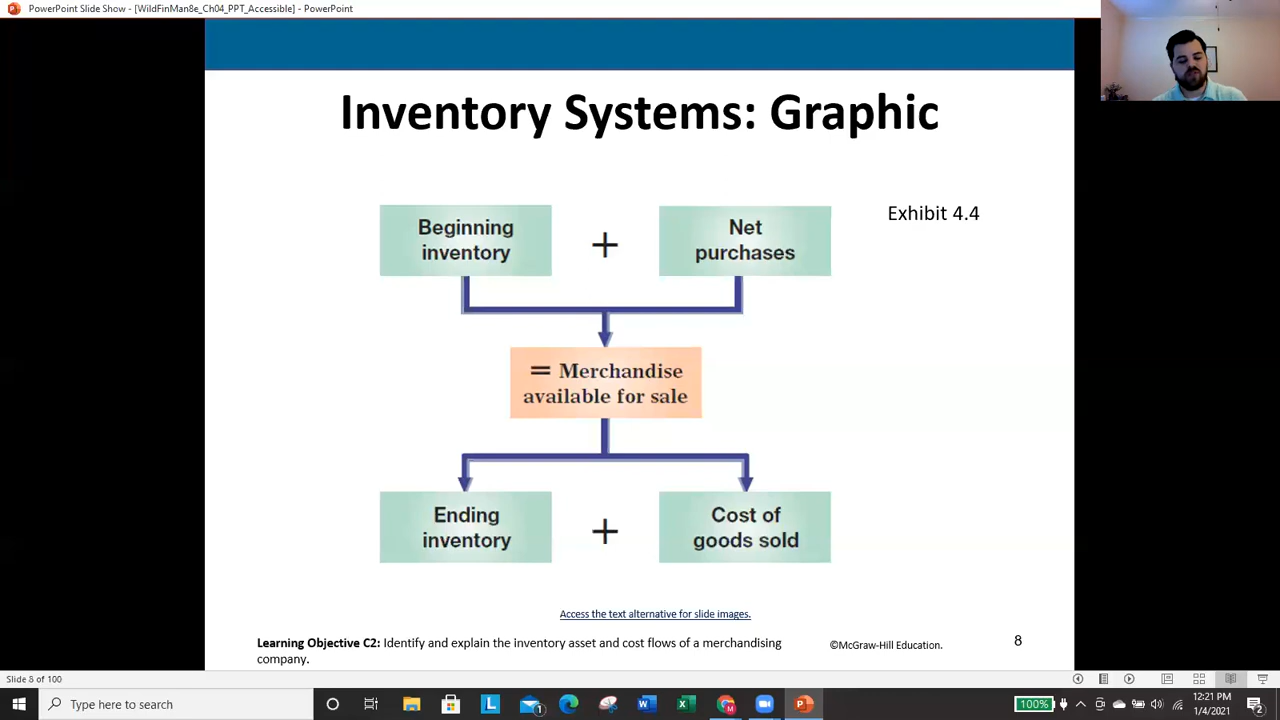 PowerPoint Slide Show - [WildFinMan8e_Ch04_PPT_Accessible] - PowerPoint
Inventory Systems: Graphic
Exhibit 4.4
Beginning
inventory
+
Net
purchases
= Merchandise
available for sale
Ending
inventory
+
Cost of
goods sold
Access the text alternative for slide images.
Learning Objective C2: Identify and explain the inventory asset and cost flows of a merchandising
company.
©McGraw-Hill Education.
8
Slide 8 of 100
Type here to search
L
1
W
X
M
P
100%
12:21 PM
1/4/2021
2